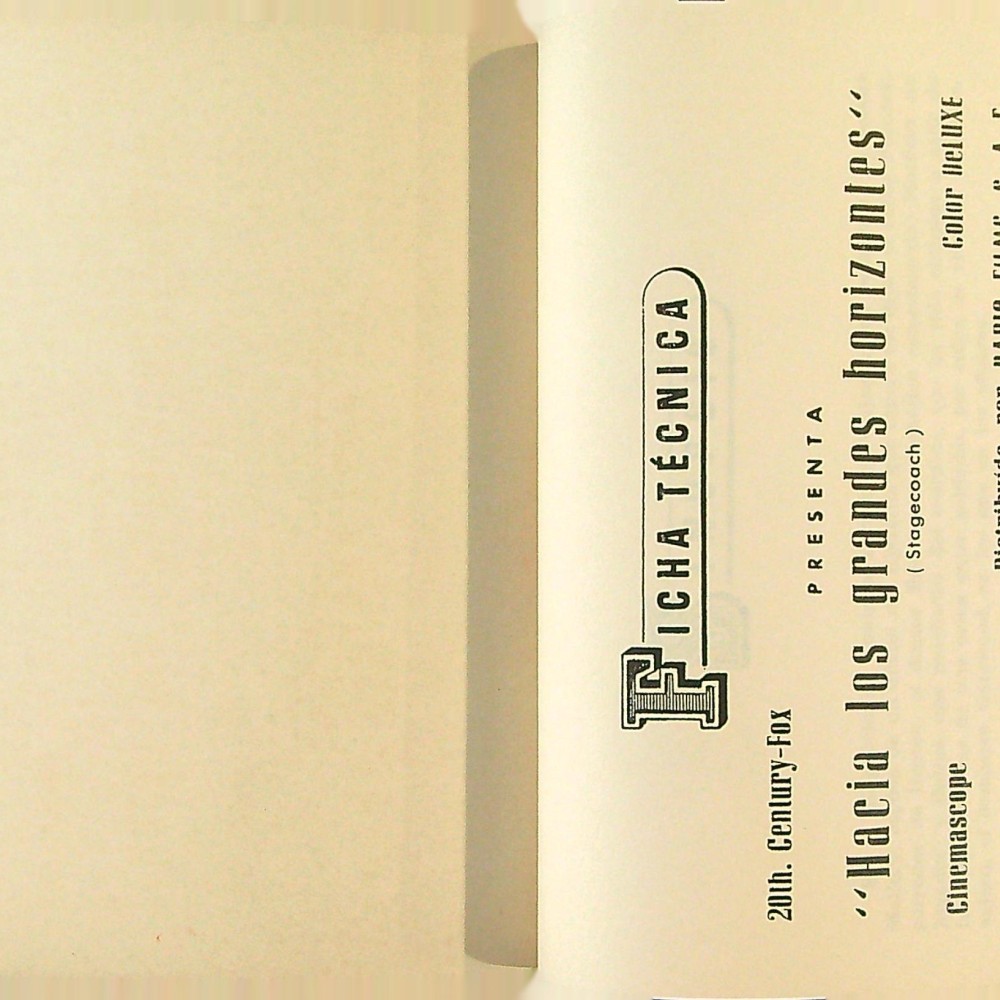 FICHA TÉCNICA
20th. Century-Fox
PRESENTA
“Hacia los grandes horizontes”
(Stagecoach)
Cinemascope Color DeLUXE